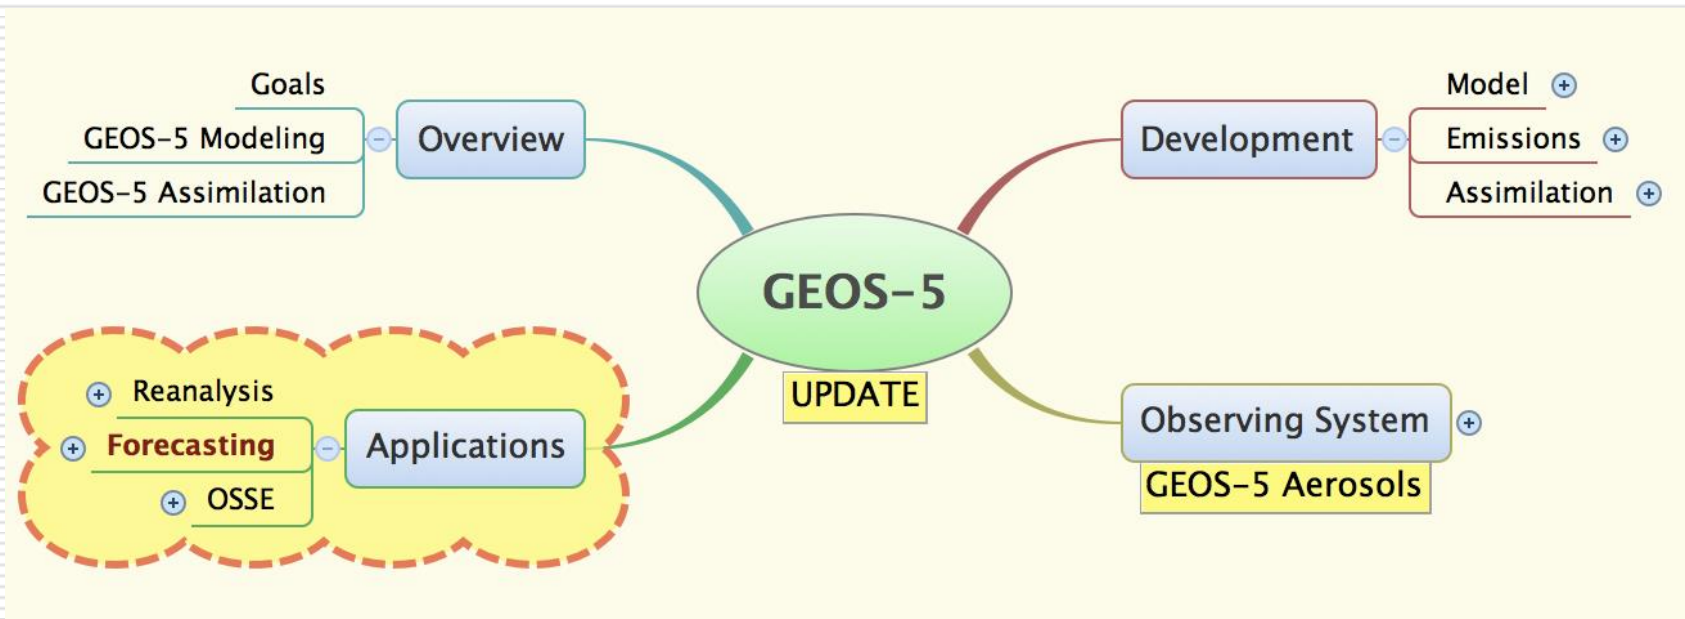 Goals
GEOS-5 Modeling
GEOS-5 Assimilation
Overview
Development
Model
Emissions
Assimilation
GEOS-5
UPDATE
Reanalysis
Forecasting
OSSE
Applications
Observing System
GEOS-5 Aerosols